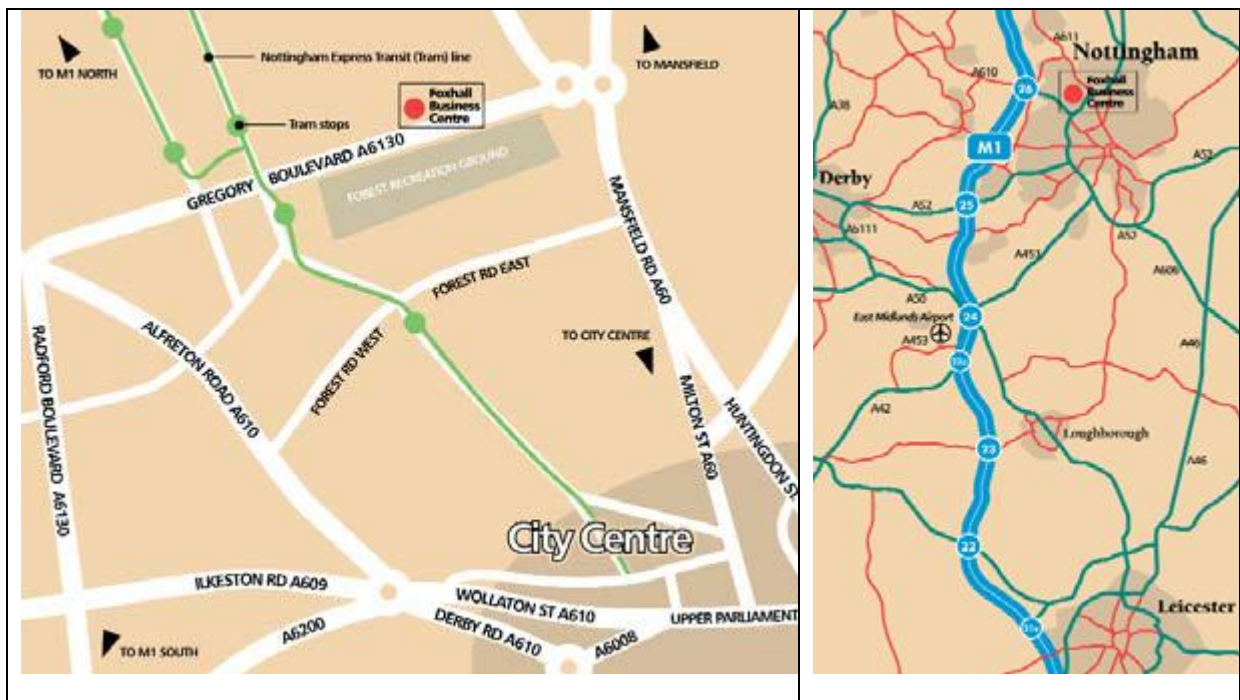 TO M1 NORTH
Nottingham Express Transit (Tram) line
TO MANSFIELD
Foxhall
Business
Centre
Tram stops
GREGORY BOULEVARD A6130
FOREST RECREATION GROUND
MANSFIELD RD A60
FOREST RD EAST
TO CITY CENTRE
RADFORD BOULEVARD A6130
ALFRETON ROAD A610
FOREST RD WEST
MILTON ST A60
HUNTINGDON ST.
City Centre
ILKESTON RD A609
WOLLATON ST A610
UPPER PARLIAMENT
DERBY RD A610
A6200
A6008
TO M1 SOUTH
A611
Nottingham
A610
26
Foxhall
Business
Centre
A38
M1
A52
Derby
A52
25
A6111
A52
A453
A606
A50
East Midlands Airport
24
A453
A46
A42
Loughborough
23
A46
22
Leicester